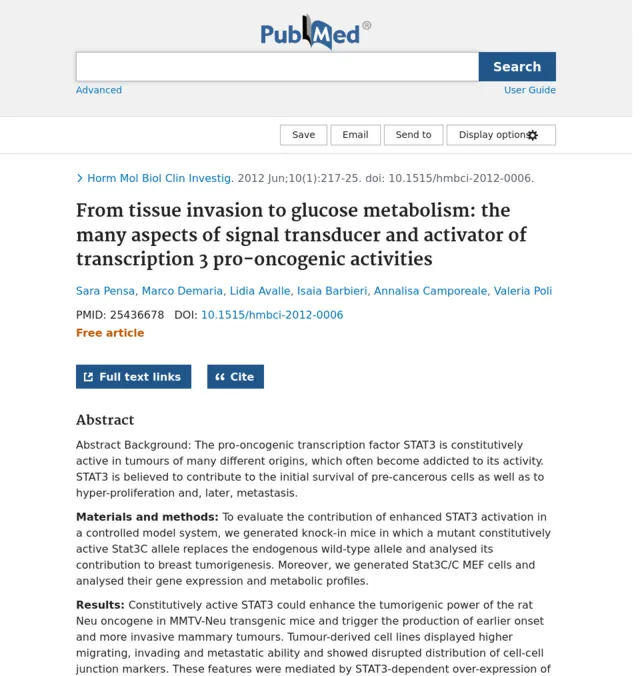 PubMed®
Search
Advanced
User Guide
Save
Email
Send to
Display options
Horm Mol Biol Clin Investig. 2012 Jun;10(1):217-25. doi: 10.1515/hmbci-2012-0006.
From tissue invasion to glucose metabolism: the
many aspects of signal transducer and activator of
transcription 3 pro-oncogenic activities
Sara Pensa, Marco Demaria, Lidia Avalle, Isaia Barbieri, Annalisa Camporeale, Valeria Poli
PMID: 25436678 DOI: 10.1515/hmbci-2012-0006
Free article
Full text links
Cite
Abstract
Abstract Background: The pro-oncogenic transcription factor STAT3 is constitutively
active in tumours of many different origins, which often become addicted to its activity.
STAT3 is believed to contribute to the initial survival of pre-cancerous cells as well as to
hyper-proliferation and, later, metastasis.
Materials and methods: To evaluate the contribution of enhanced STAT3 activation in
a controlled model system, we generated knock-in mice in which a mutant constitutively
active Stat3C allele replaces the endogenous wild-type allele and analysed its
contribution to breast tumorigenesis. Moreover, we generated Stat3C/C MEF cells and
analysed their gene expression and metabolic profiles.
Results: Constitutively active STAT3 could enhance the tumorigenic power of the rat
Neu oncogene in MMTV-Neu transgenic mice and trigger the production of earlier onset
and more invasive mammary tumours. Tumour-derived cell lines displayed higher
migrating, invading and metastatic ability and showed disrupted distribution of cell-cell
junction markers. These features were mediated by STAT3-dependent over-expression of